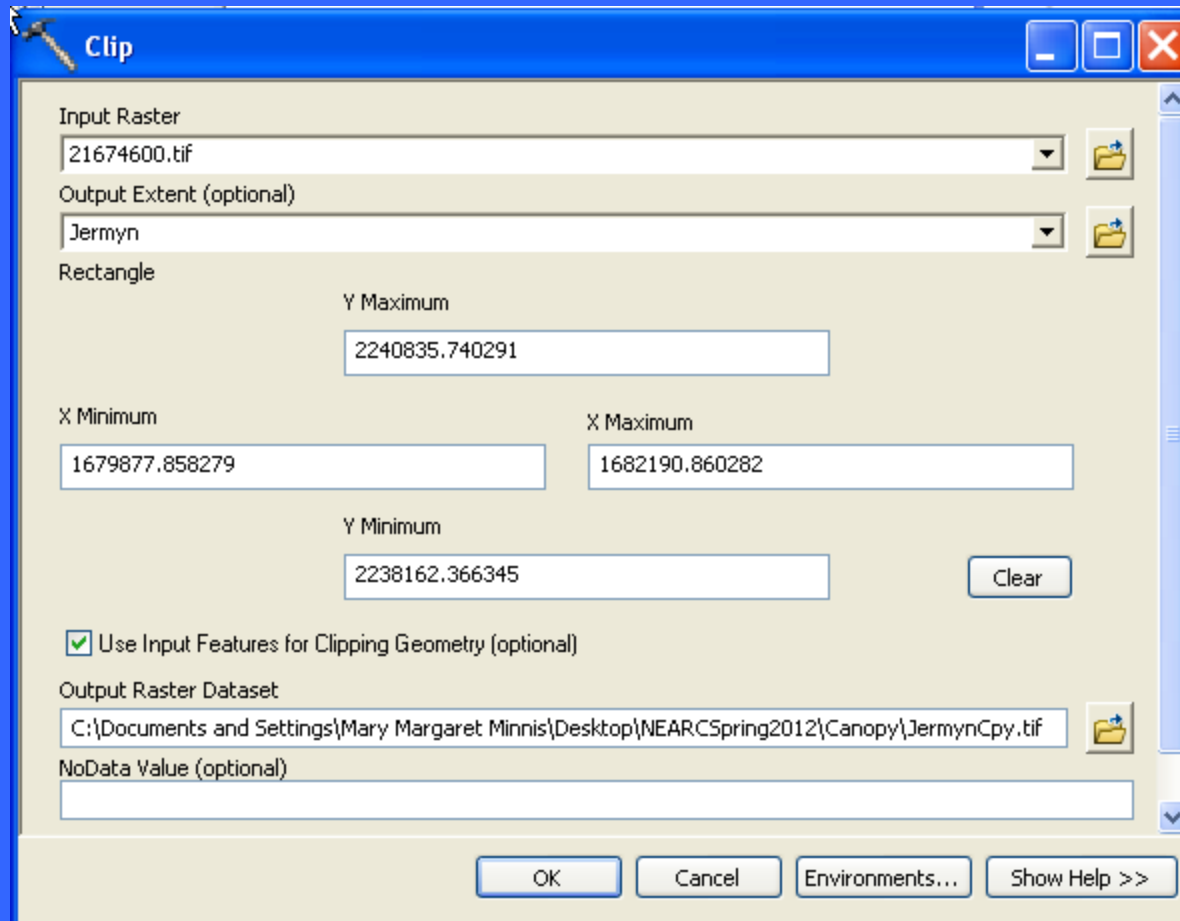 Clip
Input Raster
21674600.tif
Output Extent (optional)
Jermyn
Rectangle
Y Maximum
2240835.740291
X Minimum
X Maximum
1679877.858279
1682190.860282
Y Minimum
2238162.366345
Clear
Use Input Features for Clipping Geometry (optional)
Output Raster Dataset
C:\Documents and Settings\Mary Margaret Minnis\Desktop\NEARCSpring2012\Canopy\JermynCpy.tif
NoData Value (optional)
OK
Cancel
Environments...
Show Help >>